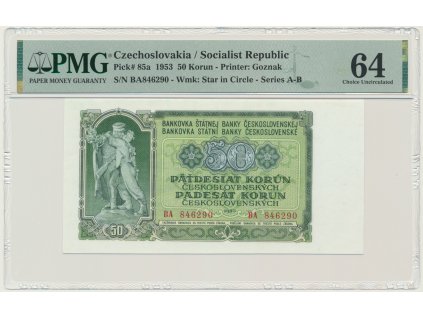 PMG
PAPER MONEY GUARANTY
Czechoslovakia / Socialist Republic
Pick# 85a 1953 50 Korun - Printer: Goznak
S/N BA846290 - Wmk: Star in Circle - Series A-B
64
Choice Uncirculated
BANKOVKA ŠTÁTNEJ BANKY ČESKOSLOVENSKEJ
BANKOVKA STÁTNÍ BANKY ČESKOSLOVENSKÉ
50
PÄTDESIAT KORÚN
ČESKOSLOVENSKÝCH
PADESÁT KORUN
ČESKOSLOVENSKÝCH
BA 846290 1953 BA 846290
50